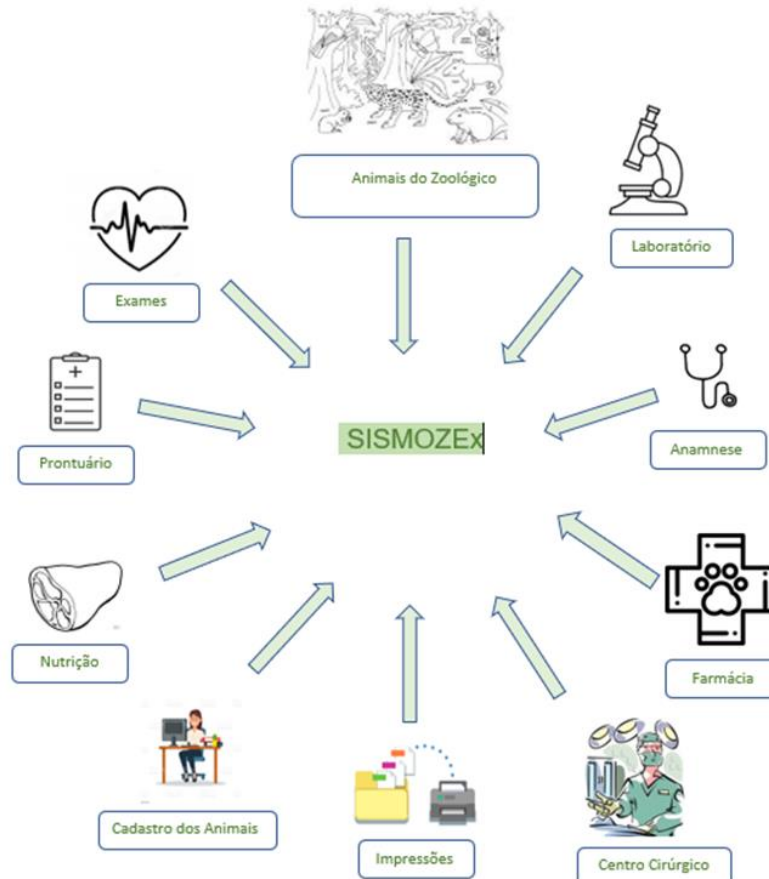 Animais do Zoológico
Laboratório
Exames
Anamnese
Prontuário
SISMOZEx
Nutrição
Farmácia
Cadastro dos Animais
Impressões
Centro Cirúrgico